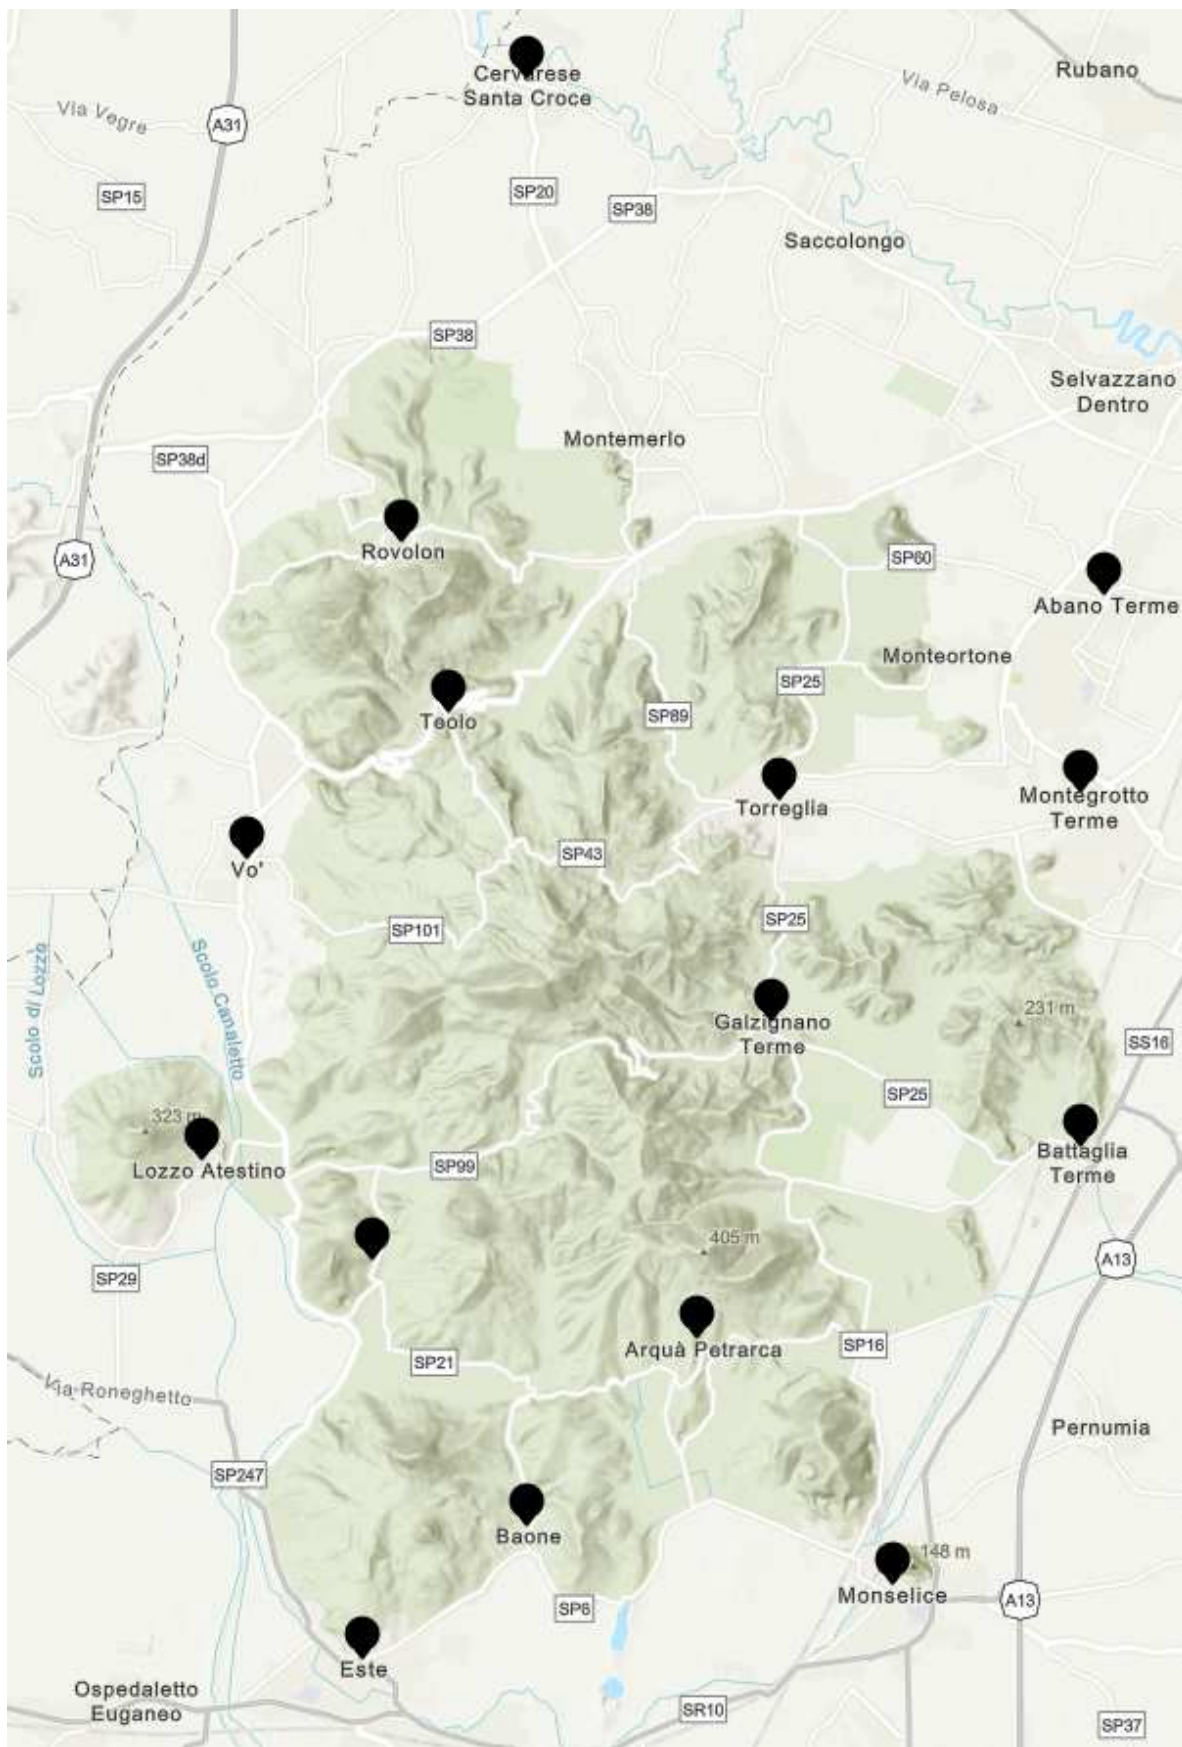 Rubano
Cervarese
Santa Croce
Via Pelosa
Via Vegre
A31
SP15
SP20
SP38
Saccolongo
SP38
Selvazzano
Dentro
Montemerlo
SP38d
Rovolon
A31
SP60
Abano Terme
Monteortone
SP25
Teolo
SP89
Torreglia
Montegrotto
Terme
Vo'
SP43
SP101
SP25
Scolo di Lozzo
Scolo Canaletto
Galzignano
Terme
231 m
SS16
SP25
323 m
Lozzo Atestino
SP99
Battaglia
Terme
405 m
A13
SP29
Arquà Petrarca
SP16
SP21
Via Roneghetto
Pernumia
SP247
Baone
148 m
Monselice
SP6
A13
Este
Ospedaletto
Euganeo
SR10
SP37